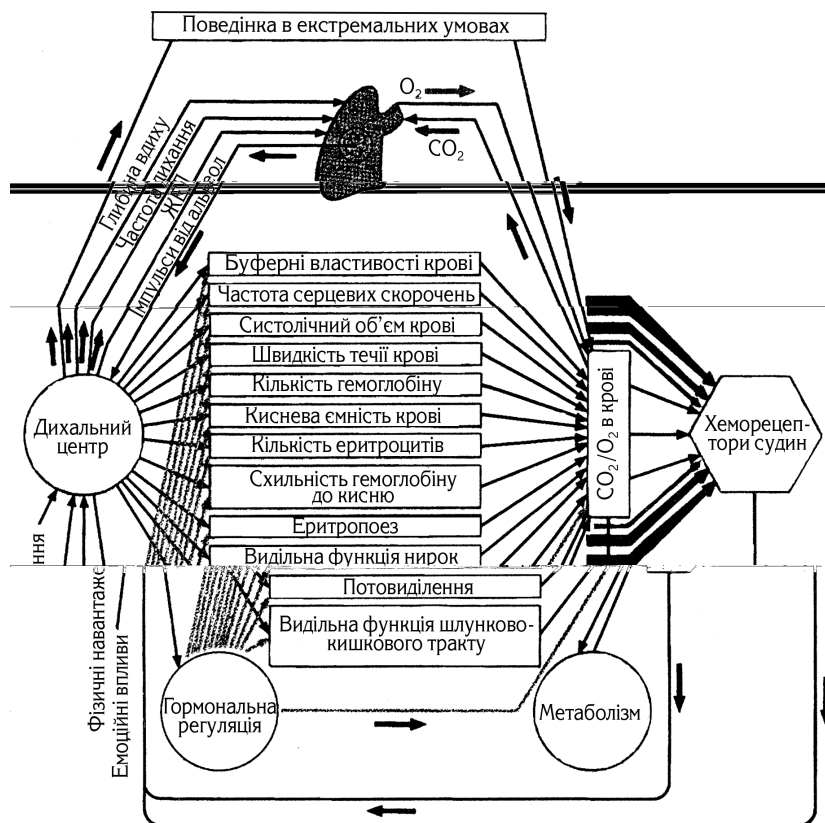 Поведінка в екстремальних умовах
O₂
CO₂
Глибина вдиху
Частота дихання
ЖЄЛ
Імпульси від альвеол
Буферні властивості крові
Частота серцевих скорочень
Систолічний об’єм крові
Швидкість течії крові
Кількість гемоглобіну
Киснева ємність крові
Кількість еритроцитів
Схильність гемоглобіну
до кисню
Еритропоез
Видільна функція нирок
Потовиділення
Видільна функція шлунково-
кишкового тракту
Дихальний
центр
CO₂/O₂ в крові
Хеморецеп-
тори судин
Фізичні навантаже
ння
Емоційні впливи
Гормональна
регуляція
Метаболізм